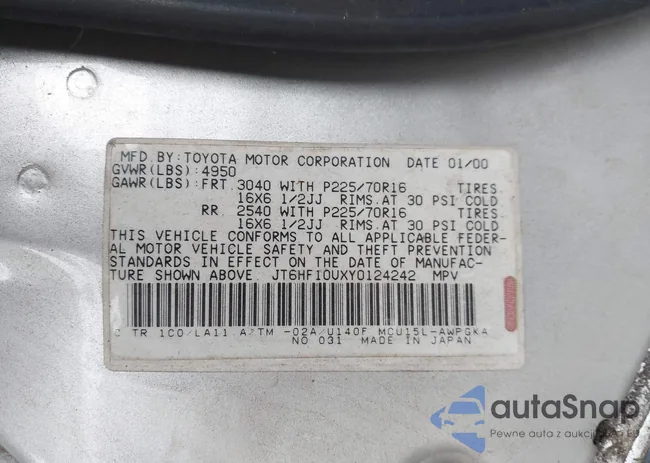 MFD BY: TOYOTA MOTOR CORPORATION DATE 01/00
GVWR(LBS): 4950
GAWR(LBS): FRT 3040 WITH P225/70R16 TIRES
16X6 1/2JJ RIMS AT 30 PSI COLD
RR 2540 WITH P225/70R16 TIRES
16X6 1/2JJ RIMS AT 30 PSI COLD
THIS VEHICLE CONFORMS TO ALL APPLICABLE FEDER-
AL MOTOR VEHICLE SAFETY AND THEFT PREVENTION
STANDARDS IN EFFECT ON THE DATE OF MANUFAC-
TURE SHOWN ABOVE. JT6HF10UXY0124242 MPV
C/TR 1C0/LA11 A/TM -02A/U140F MCU15L-AWPGKA
NO 031 MADE IN JAPAN
autaSnap
Pewne auta z aukcji